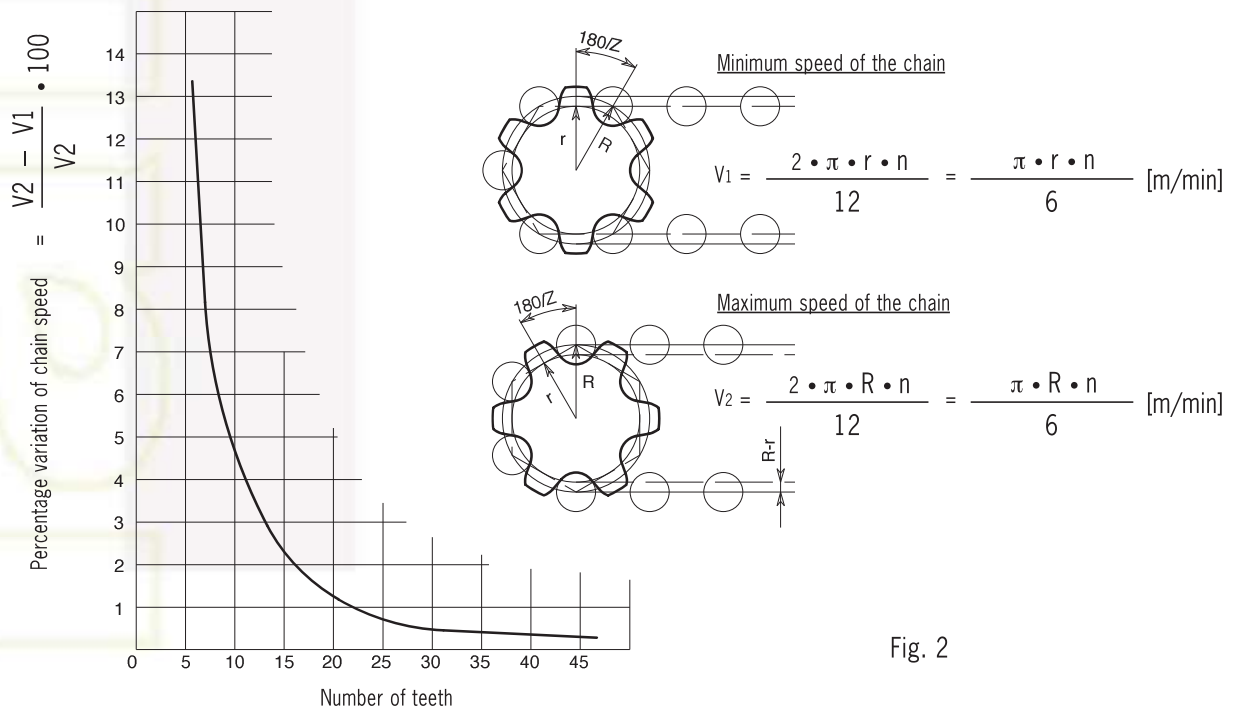 Percentage variation of chain speed = V2 – V1 / V2 • 100
14
13
12
11
10
9
8
7
6
5
4
3
2
1
0 5 10 15 20 25 30 35 40 45
Number of teeth
180/Z
r
R
Minimum speed of the chain
V1 = 2 • π • r • n / 12 = π • r • n / 6 [m/min]
180/Z
R
r
Maximum speed of the chain
V2 = 2 • π • R • n / 12 = π • R • n / 6 [m/min]
R-r
Fig. 2